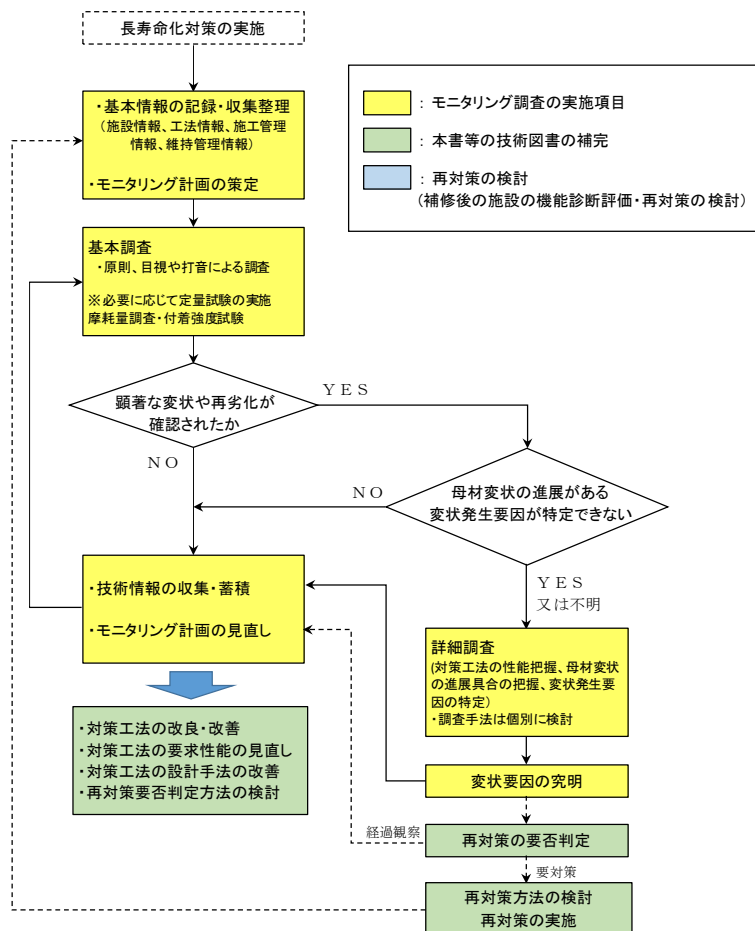 長寿命化対策の実施
・基本情報の記録・収集整理
（施設情報、工法情報、施工管理
情報、維持管理情報）
・モニタリング計画の策定
：モニタリング調査の実施項目
：本書等の技術図書の補完
：再対策の検討
(補修後の施設の機能診断評価・再対策の検討）
基本調査
・原則、目視や打音による調査
※必要に応じて定量試験の実施
摩耗量調査・付着強度試験
顕著な変状や再劣化が
確認されたか
ＹＥＳ
ＮＯ
母材変状の進展がある
変状発生要因が特定できない
ＮＯ
ＹＥＳ
又は不明
・技術情報の収集・蓄積
・モニタリング計画の見直し
詳細調査
(対策工法の性能把握、母材変状
の進展具合の把握、変状発生要
因の特定)
・調査手法は個別に検討
・対策工法の改良・改善
・対策工法の要求性能の見直し
・対策工法の設計手法の改善
・再対策要否判定方法の検討
変状要因の究明
経過観察
再対策の要否判定
要対策
再対策方法の検討
再対策の実施